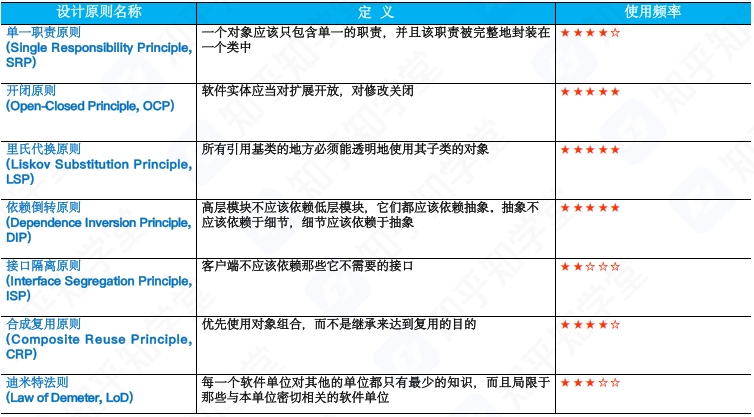 设计原则名称 定 义 使用频率
单一职责原则 一个对象应该只包含单一的职责，并且该职责被完整地封装在 ★★★★☆
(Single Responsibility Principle, 一个类中
SRP)
开闭原则 软件实体应当对扩展开放，对修改关闭 ★★★★★
(Open-Closed Principle, OCP)
里氏代换原则 所有引用基类的地方必须能透明地使用其子类的对象 ★★★★★
(Liskov Substitution Principle,
LSP)
依赖倒转原则 高层模块不应该依赖低层模块，它们都应该依赖抽象。抽象不 ★★★★★
(Dependence Inversion Principle, 应该依赖于细节，细节应该依赖于抽象
DIP)
接口隔离原则 客户端不应该依赖那些它不需要的接口 ★★☆☆☆
(Interface Segregation Principle,
ISP)
合成复用原则 优先使用对象组合，而不是继承来达到复用的目的 ★★★★☆
(Composite Reuse Principle,
CRP)
迪米特法则 每一个软件单位对其他的单位都只有最少的知识，而且局限于 ★★★☆☆
(Law of Demeter, LoD) 那些与本单位密切相关的软件单位
知乎知学堂